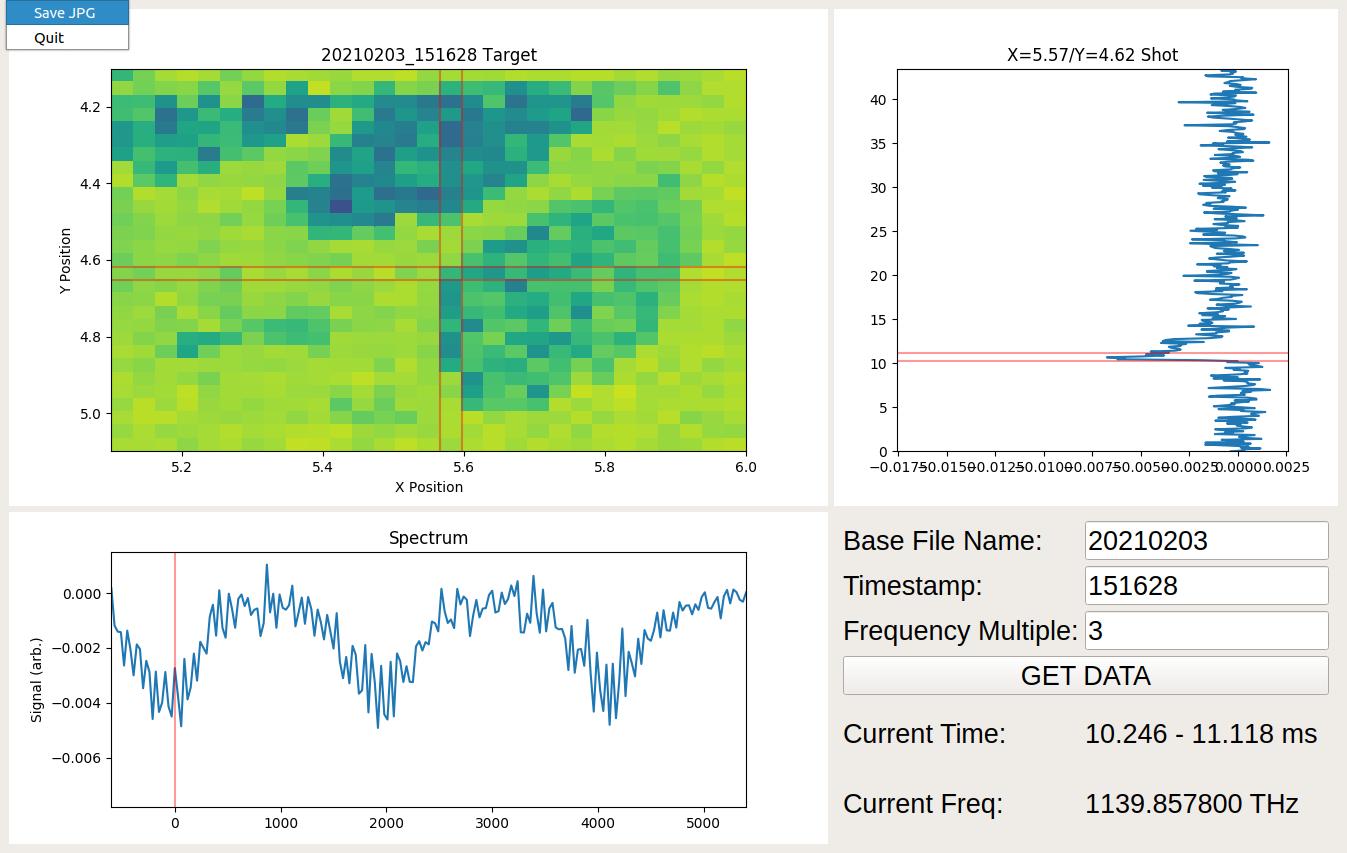 Save JPG
Quit
20210203_151628 Target
4.2
4.4
4.6
4.8
5.0
Y Position
5.2 5.4 5.6 5.8 6.0
X Position
X=5.57/Y=4.62 Shot
40
35
30
25
20
15
10
5
0
−0.0175 −0.0150 −0.0125 −0.0100 −0.0075 −0.0050 −0.0025 0.0000 0.0025
Spectrum
0.000
−0.002
−0.004
−0.006
Signal (arb.)
0 1000 2000 3000 4000 5000
Base File Name: 20210203
Timestamp: 151628
Frequency Multiple: 3
GET DATA
Current Time: 10.246 - 11.118 ms
Current Freq: 1139.857800 THz